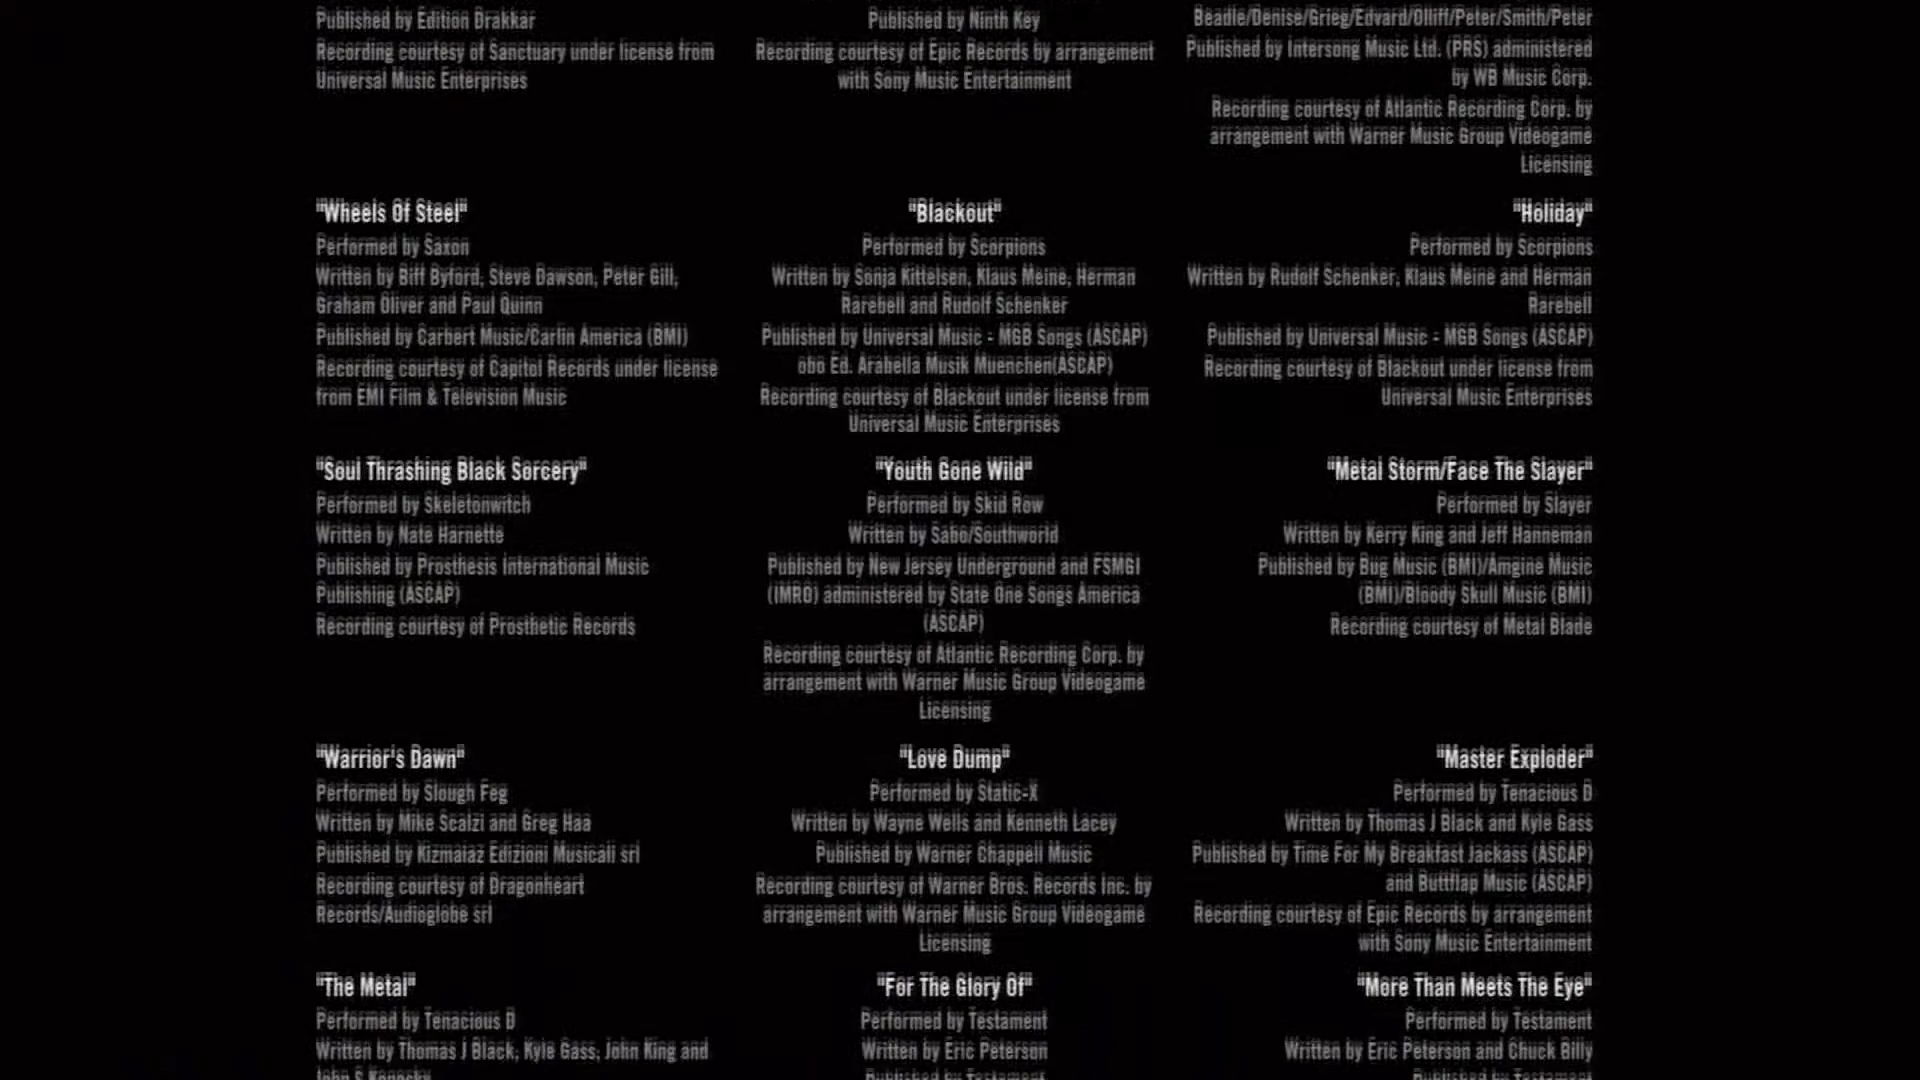 Published by Edition Drakkar
Recording courtesy of Sanctuary under license from
Universal Music Enterprises
Published by Ninth Key
Recording courtesy of Epic Records by arrangement
with Sony Music Entertainment
Beadle/Denise/Grieg/Edvard/Olliff/Peter/Smith/Peter
Published by Intersong Music Ltd. (PRS) administered
by WB Music Corp.
Recording courtesy of Atlantic Recording Corp. by
arrangement with Warner Music Group Videogame
Licensing
"Wheels Of Steel"
Performed by Saxon
Written by Biff Byford, Steve Dawson, Peter Gill,
Graham Oliver and Paul Quinn
Published by Carbert Music/Carlin America (BMI)
Recording courtesy of Capitol Records under license
from EMI Film & Television Music
"Blackout"
Performed by Scorpions
Written by Sonja Kittelsen, Klaus Meine, Herman
Rarebell and Rudolf Schenker
Published by Universal Music - MGB Songs (ASCAP)
obo Ed. Arabella Musik Muenchen(ASCAP)
Recording courtesy of Blackout under license from
Universal Music Enterprises
"Holiday"
Performed by Scorpions
Written by Rudolf Schenker, Klaus Meine and Herman
Rarebell
Published by Universal Music - MGB Songs (ASCAP)
Recording courtesy of Blackout under license from
Universal Music Enterprises
"Soul Thrashing Black Sorcery"
Performed by Skeletonwitch
Written by Nate Harnette
Published by Prosthesis International Music
Publishing (ASCAP)
Recording courtesy of Prosthetic Records
"Youth Gone Wild"
Performed by Skid Row
Written by Sabo/Southworld
Published by New Jersey Underground and FSMGI
(IMRO) administered by State One Songs America
(ASCAP)
Recording courtesy of Atlantic Recording Corp. by
arrangement with Warner Music Group Videogame
Licensing
"Metal Storm/Face The Slayer"
Performed by Slayer
Written by Kerry King and Jeff Hanneman
Published by Bug Music (BMI)/Amgine Music
(BMI)/Bloody Skull Music (BMI)
Recording courtesy of Metal Blade
"Warrior's Dawn"
Performed by Slough Feg
Written by Mike Scalzi and Greg Haa
Published by Kizmaiaz Edizioni Musicali srl
Recording courtesy of Dragonheart
Records/Audioglobe srl
"Love Dump"
Performed by Static-X
Written by Wayne Wells and Kenneth Lacey
Published by Warner Chappell Music
Recording courtesy of Warner Bros. Records Inc. by
arrangement with Warner Music Group Videogame
Licensing
"Master Exploder"
Performed by Tenacious D
Written by Thomas J Black and Kyle Gass
Published by Time For My Breakfast Jackass (ASCAP)
and Buttflap Music (ASCAP)
Recording courtesy of Epic Records by arrangement
with Sony Music Entertainment
"The Metal"
Performed by Tenacious D
Written by Thomas J Black, Kyle Gass, John King and
John S Konesky
"For The Glory Of"
Performed by Testament
Written by Eric Peterson
Published by Testament
"More Than Meets The Eye"
Performed by Testament
Written by Eric Peterson and Chuck Billy
Published by Testament